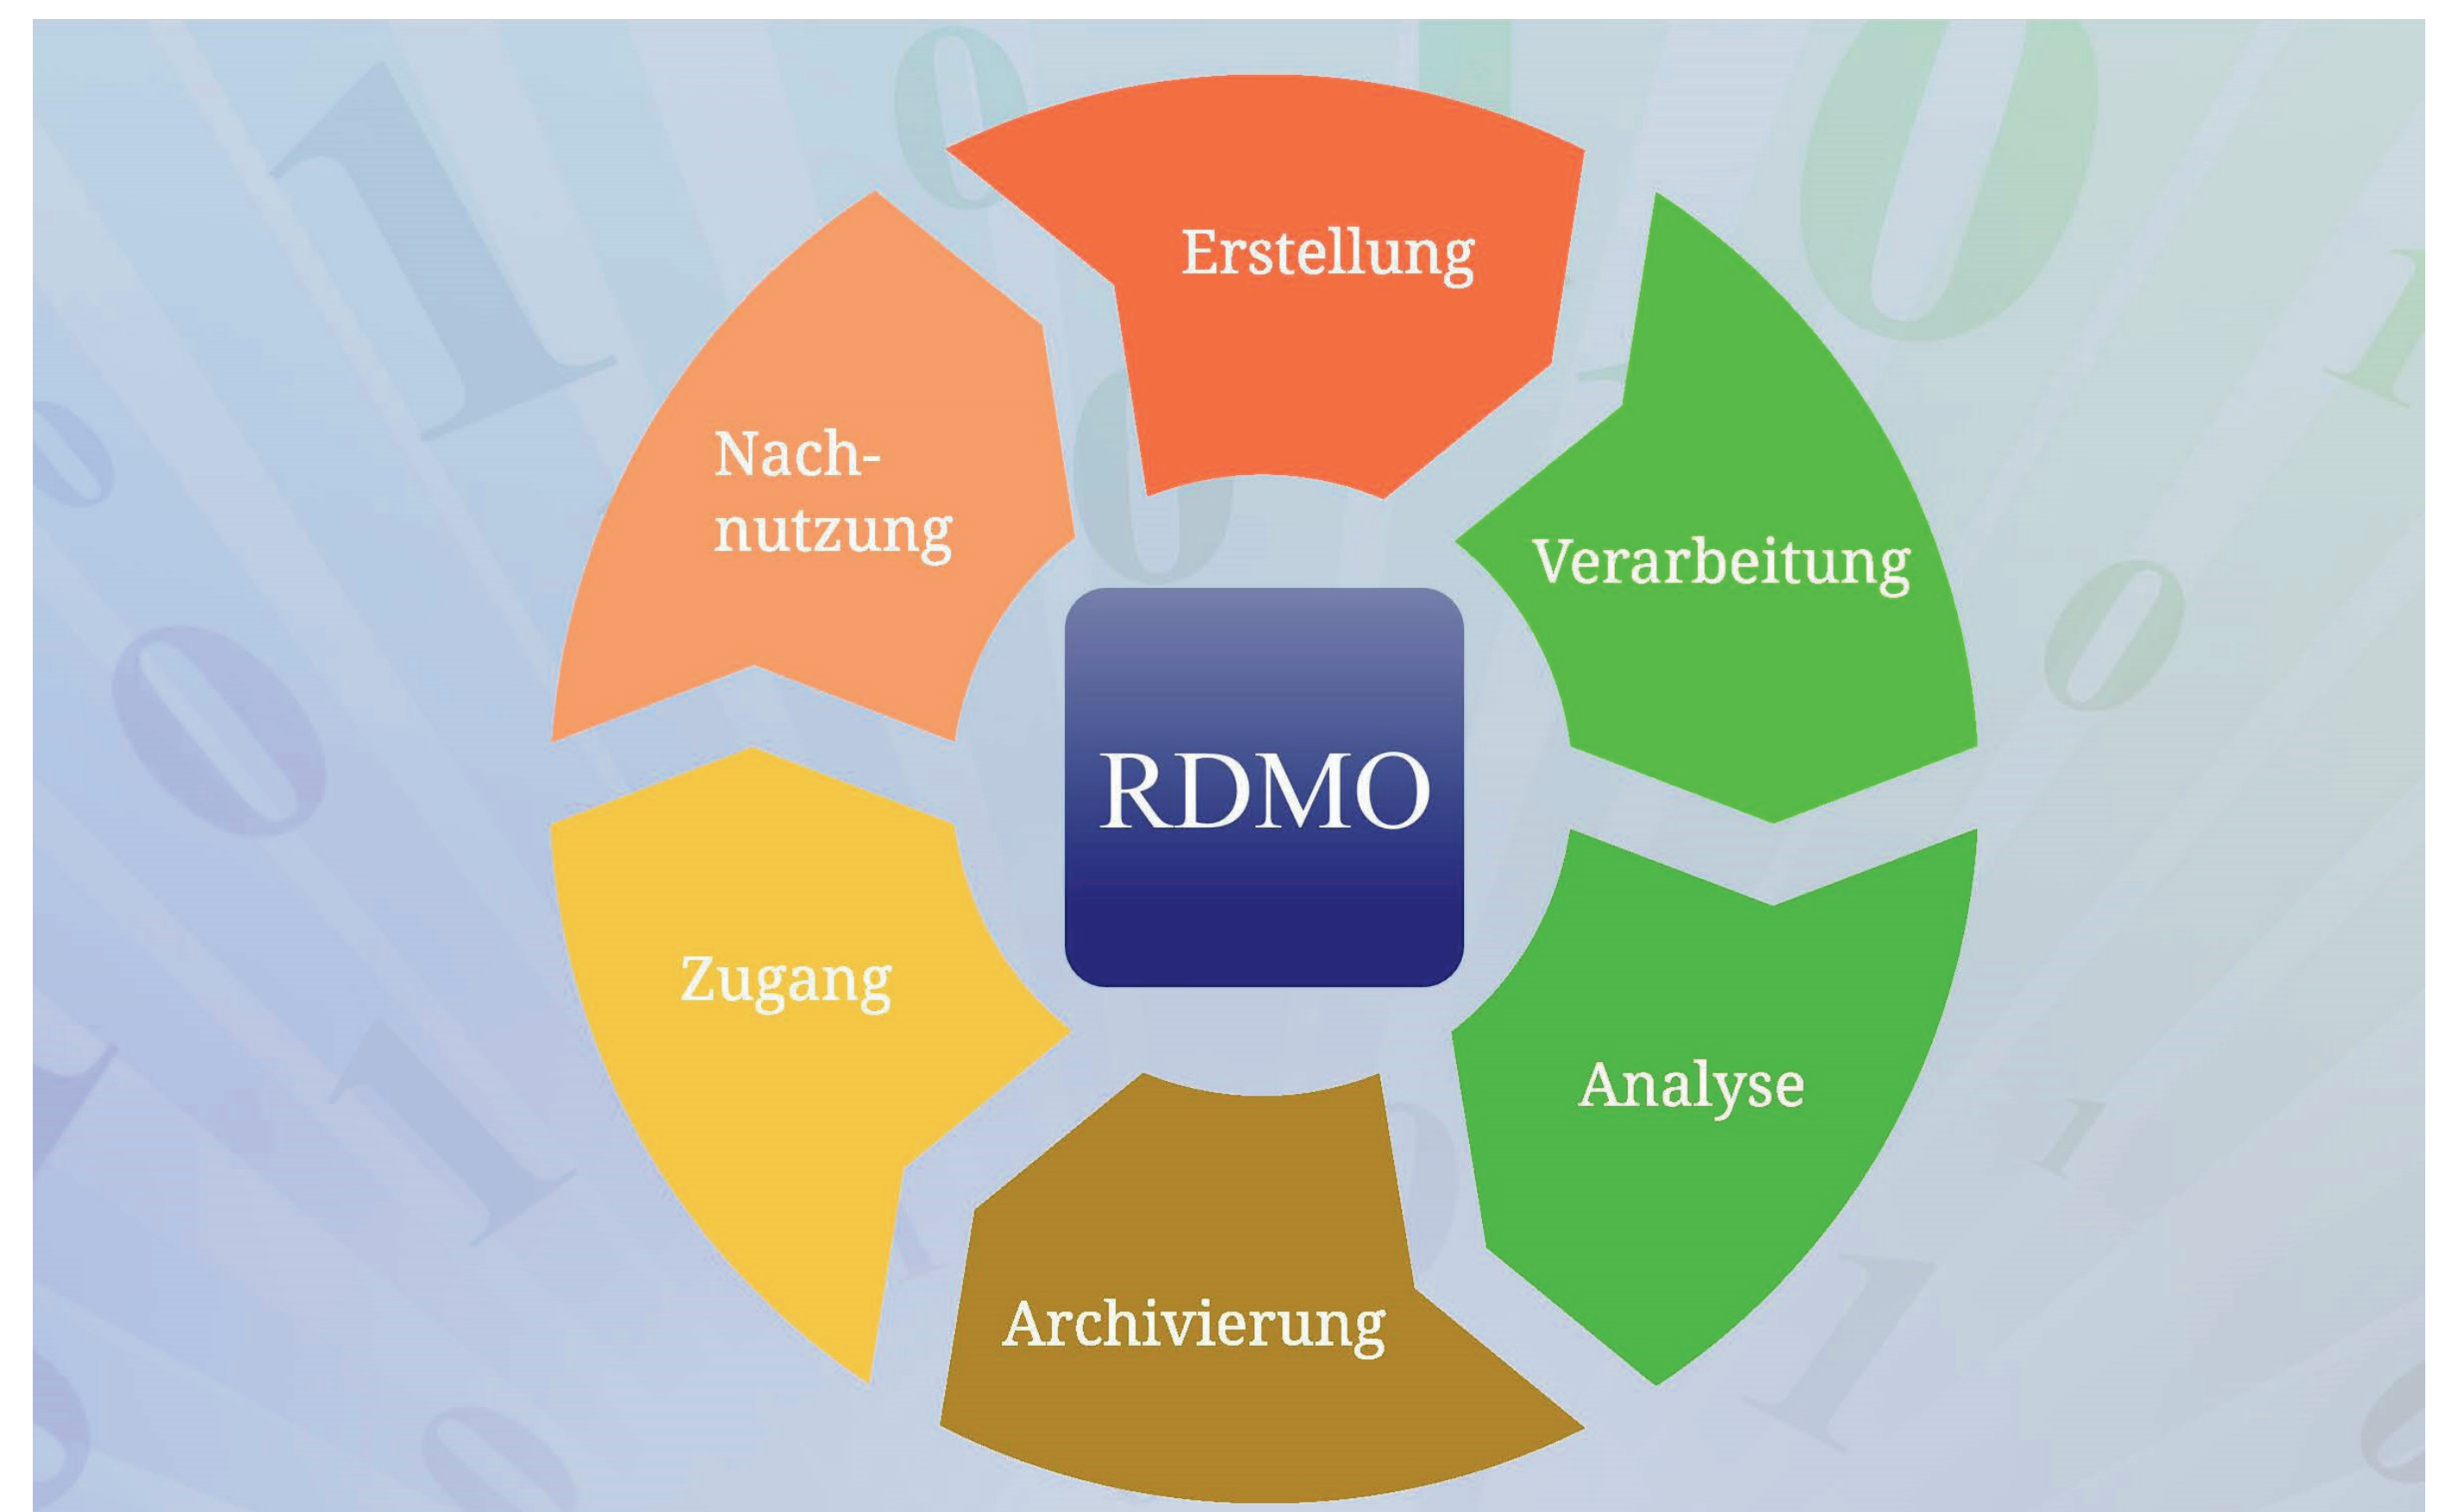 Erstellung
Verarbeitung
Analyse
Archivierung
Zugang
Nach-
nutzung
RDMO